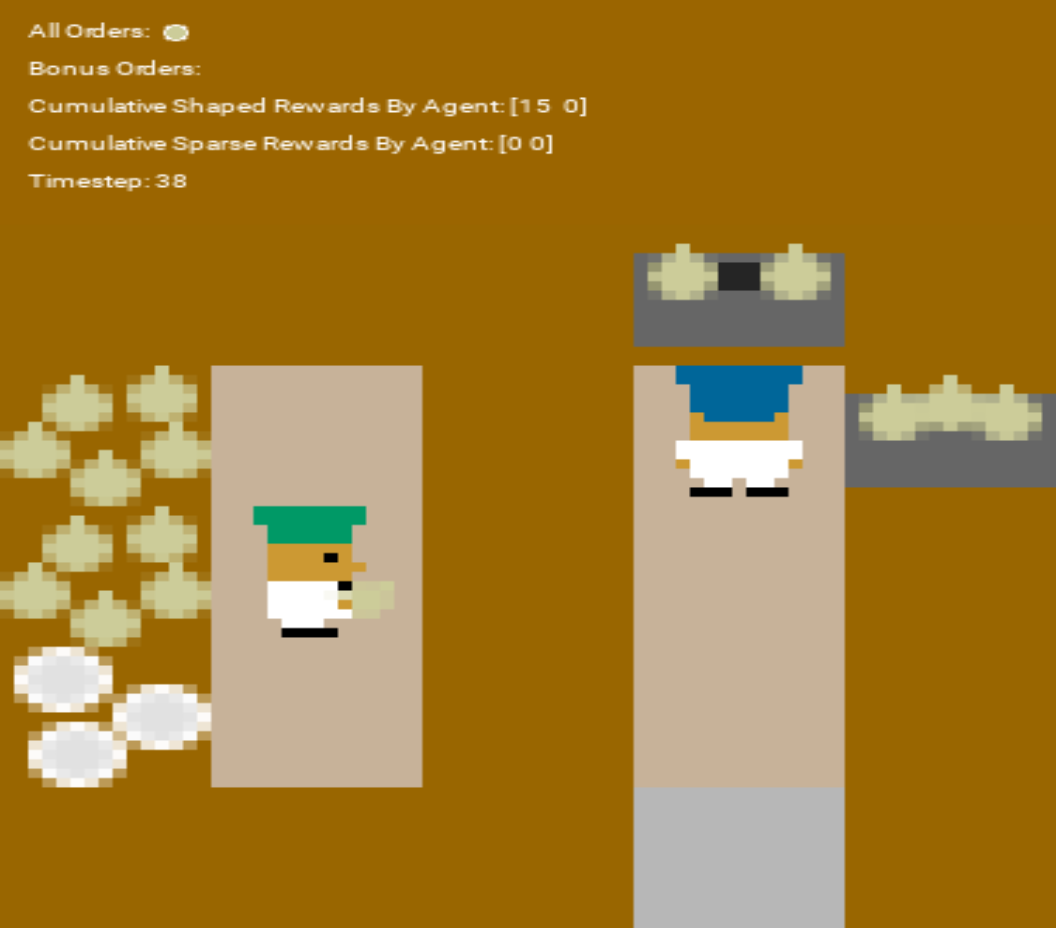 All Orders:
Bonus Orders:
Cumulative Shaped Rewards By Agent: [15 0]
Cumulative Sparse Rewards By Agent: [0 0]
Timestep: 38